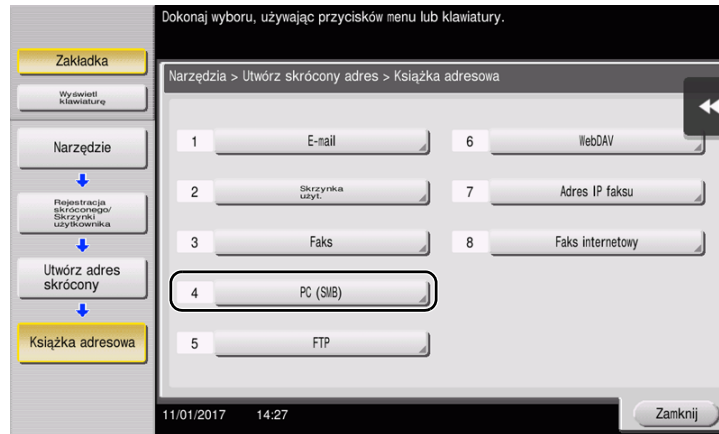 Dokonaj wyboru, używając przycisków menu lub klawiatury.
Zakładka
Wyświetl
klawiaturę
Narzędzie
Rejestracja
skróconego/
Skrzynki
użytkownika
Utwórz adres
skrócony
Książka adresowa
Narzędzia > Utwórz skrócony adres > Książka adresowa
1 E-mail
2 Skrzynka
użyt.
3 Faks
4 PC (SMB)
5 FTP
6 WebDAV
7 Adres IP faksu
8 Faks internetowy
11/01/2017 14:27
Zamknij